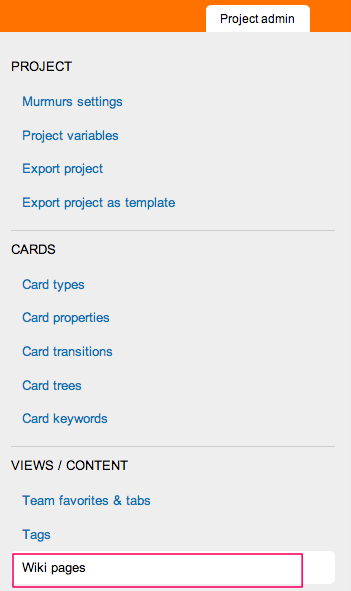 Project admin
PROJECT
Murmurs settings
Project variables
Export project
Export project as template
CARDS
Card types
Card properties
Card transitions
Card trees
Card keywords
VIEWS / CONTENT
Team favorites & tabs
Tags
Wiki pages